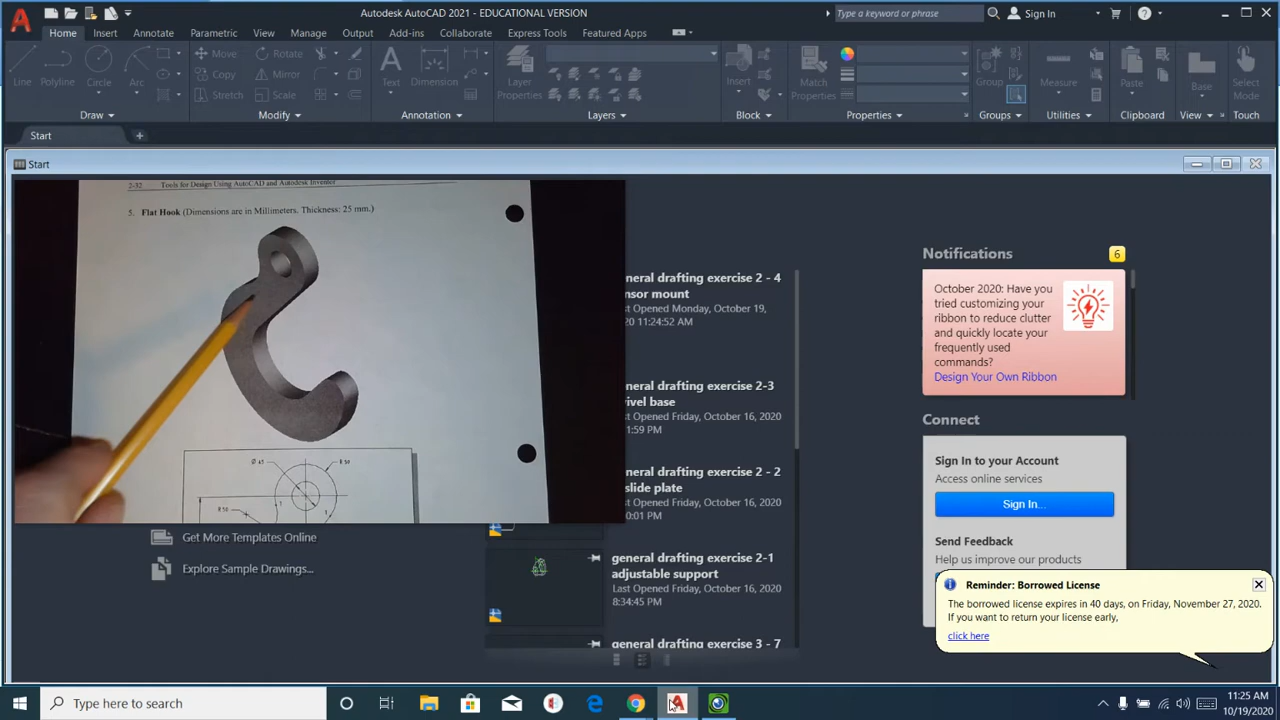 Autodesk AutoCAD 2021 - EDUCATIONAL VERSION
Type a keyword or phrase
Sign In
Home Insert Annotate Parametric View Manage Output Add-ins Collaborate Express Tools Featured Apps
Line Polyline Circle Arc
Move Rotate
Copy Mirror
Stretch Scale
Text Dimension
Layer Properties
Insert
Match Properties
Group
Measure
Paste
Base
Select Mode
Draw Modify Annotation Layers Block Properties Groups Utilities Clipboard View Touch
Start
Start
2-32 Tools for Design Using AutoCAD and Autodesk Inventor
5. Flat Hook (Dimensions are in Millimeters. Thickness: 25 mm.)
Ø 45
R 50
R 50
Get More Templates Online
Explore Sample Drawings...
neral drafting exercise 2 - 4
nsor mount
st Opened Monday, October 19,
20 11:24:52 AM
neral drafting exercise 2-3
vivel base
st Opened Friday, October 16, 2020
:1:59 PM
neral drafting exercise 2 - 2
slide plate
st Opened Friday, October 16, 2020
0:01 PM
general drafting exercise 2-1
adjustable support
Last Opened Friday, October 16, 2020
8:34:45 PM
general drafting exercise 3 - 7
Notifications
6
October 2020: Have you
tried customizing your
ribbon to reduce clutter
and quickly locate your
frequently used
commands?
Design Your Own Ribbon
Connect
Sign In to your Account
Access online services
Sign In...
Send Feedback
Help us improve our products
Reminder: Borrowed License
The borrowed license expires in 40 days, on Friday, November 27, 2020.
If you want to return your license early,
click here
Type here to search
11:25 AM
10/19/2020